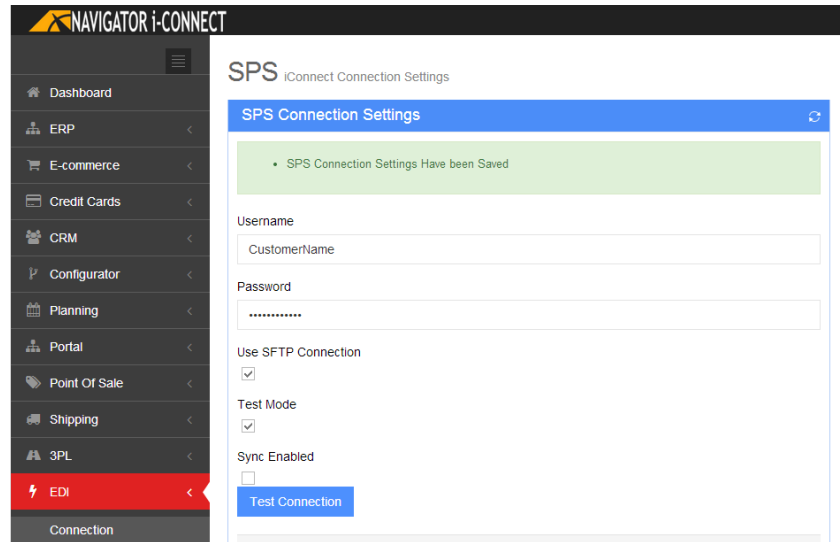 NAVIGATOR i-CONNECT
Dashboard
ERP
E-commerce
Credit Cards
CRM
Configurator
Planning
Portal
Point Of Sale
Shipping
3PL
EDI
Connection
SPS iConnect Connection Settings
SPS Connection Settings
• SPS Connection Settings Have been Saved
Username
CustomerName
Password
••••••••••••
Use SFTP Connection
Test Mode
Sync Enabled
Test Connection